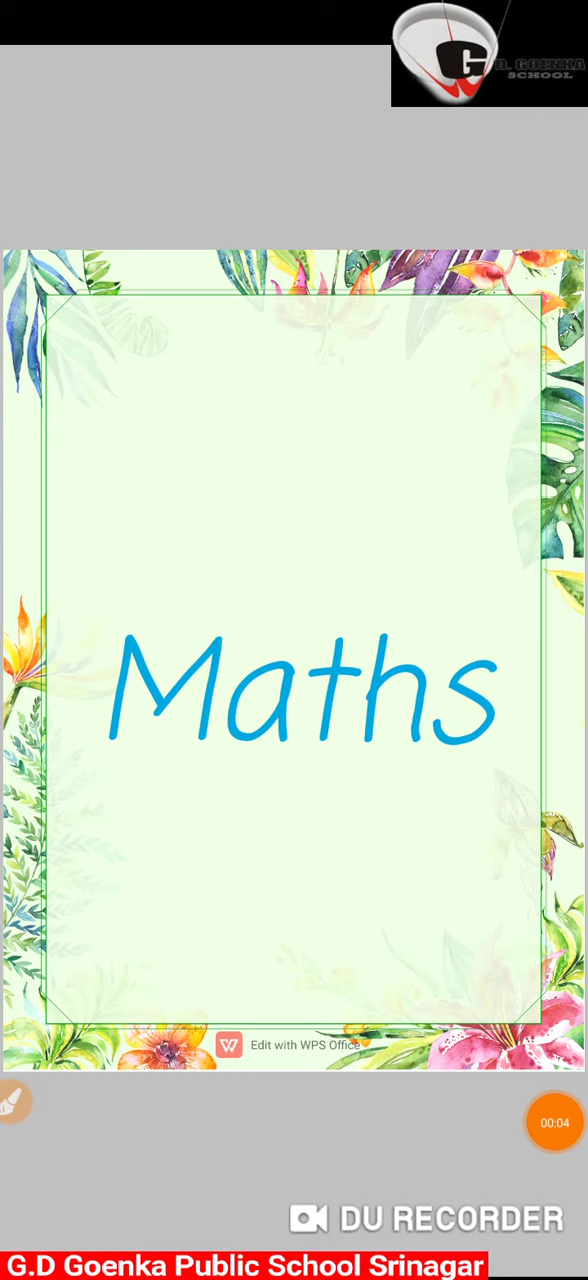 G
D. GOENKA
SCHOOL
Maths
Edit with WPS Office
00:04
DU RECORDER
G.D Goenka Public School Srinagar